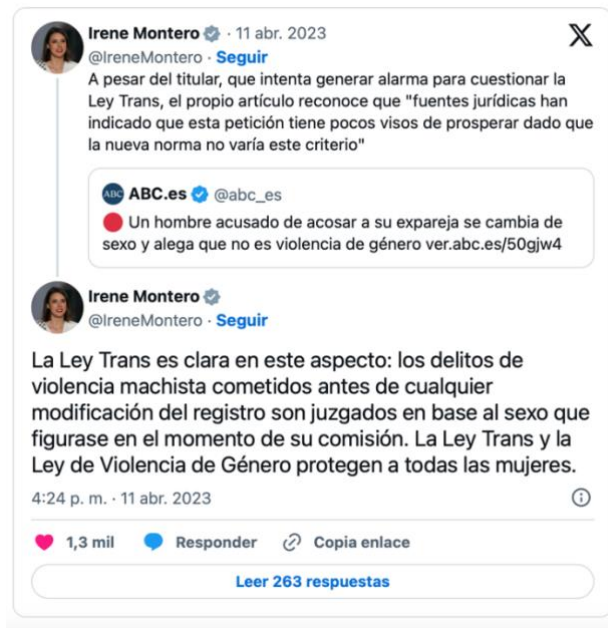 Irene Montero · 11 abr. 2023
@IreneMontero · Seguir
A pesar del titular, que intenta generar alarma para cuestionar la
Ley Trans, el propio artículo reconoce que "fuentes jurídicas han
indicado que esta petición tiene pocos visos de prosperar dado que
la nueva norma no varía este criterio"
ABC ABC.es @abc_es
🔴 Un hombre acusado de acosar a su expareja se cambia de
sexo y alega que no es violencia de género ver.abc.es/50gjw4
Irene Montero
@IreneMontero · Seguir
La Ley Trans es clara en este aspecto: los delitos de
violencia machista cometidos antes de cualquier
modificación del registro son juzgados en base al sexo que
figurase en el momento de su comisión. La Ley Trans y la
Ley de Violencia de Género protegen a todas las mujeres.
4:24 p. m. · 11 abr. 2023
1,3 mil Responder Copia enlace
Leer 263 respuestas